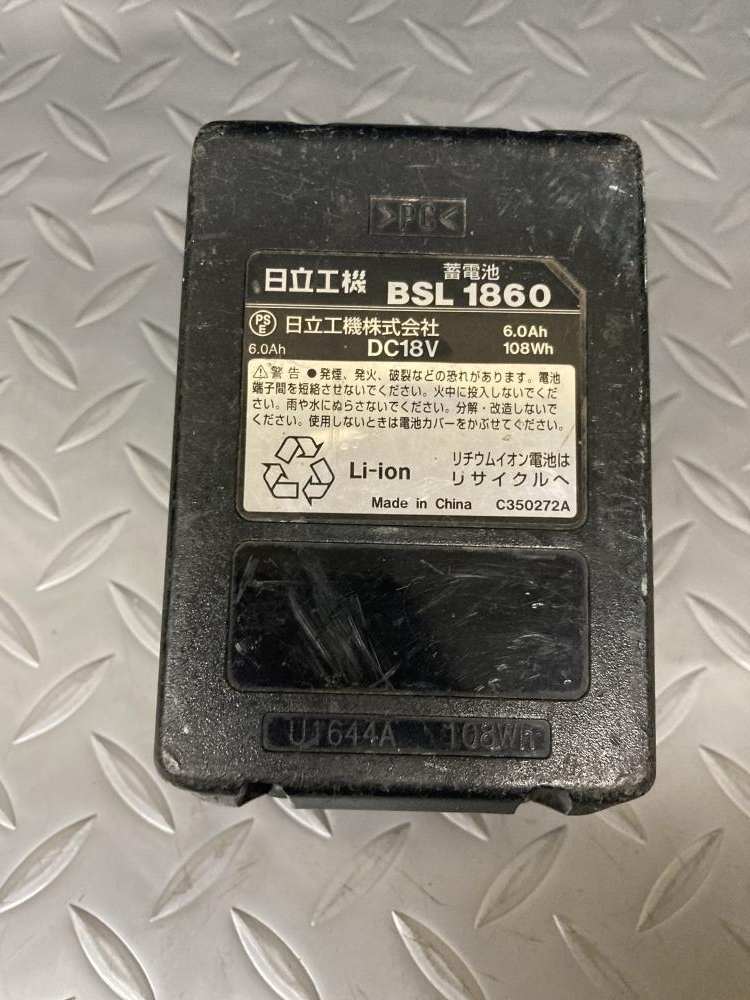 >PC<
蓄電池
日立工機 BSL 1860
PSE 日立工機株式会社 6.0Ah
6.0Ah DC18V 108Wh
⚠警告 ●発煙、発火、破裂などの恐れがあります。電池
端子間を短絡させないでください。火中に投入しないでくだ
さい。雨や水にぬらさないでください。分解・改造しないで
ください。使用しないときは電池カバーをかぶせてください。
Li-ion リチウムイオン電池は
リサイクルへ
Made in China C350272A
U1644A 108Wh